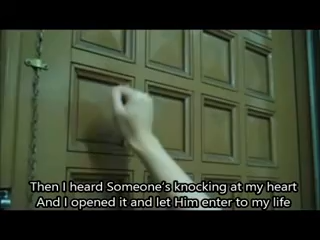 Then I heard Someone's knocking at my heart
And I opened it and let Him enter to my life